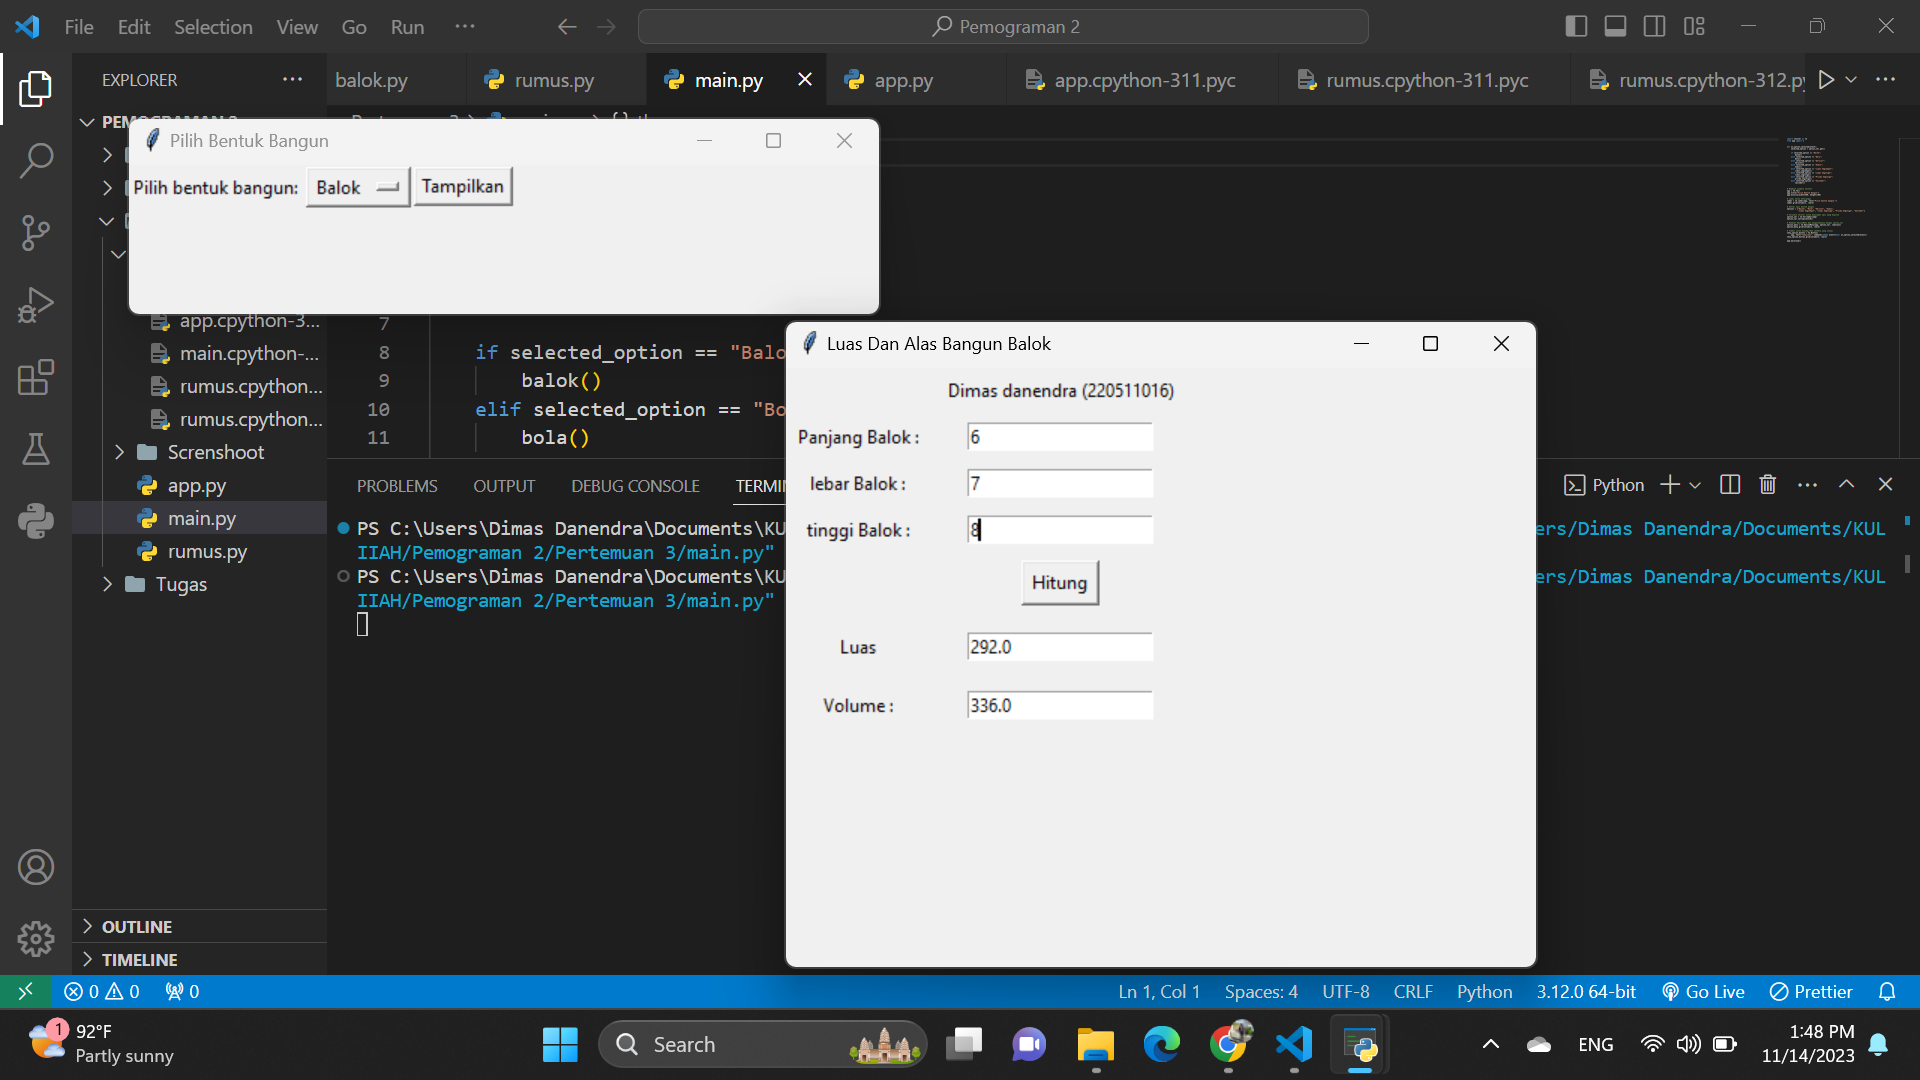 File Edit Selection View Go Run ···
Pemograman 2
EXPLORER ···
balok.py
rumus.py
main.py
app.py
app.cpython-311.pyc
rumus.cpython-311.pyc
rumus.cpython-312.py
Pilih Bentuk Bangun
Pilih bentuk bangun: Balok Tampilkan
app.cpython-3...
main.cpython-...
rumus.cpython...
rumus.cpython...
Screnshoot
app.py
main.py
rumus.py
Tugas
OUTLINE
TIMELINE
7
8 if selected_option == "Balo
9 balok()
10 elif selected_option == "Bo
11 bola()
PROBLEMS OUTPUT DEBUG CONSOLE TERMI
Python
PS C:\Users\Dimas Danendra\Documents\KU
ers/Dimas Danendra/Documents/KUL
IIAH/Pemograman 2/Pertemuan 3/main.py"
PS C:\Users\Dimas Danendra\Documents\KU
ers/Dimas Danendra/Documents/KUL
IIAH/Pemograman 2/Pertemuan 3/main.py"
Luas Dan Alas Bangun Balok
Dimas danendra (220511016)
Panjang Balok : 6
lebar Balok : 7
tinggi Balok : 8
Hitung
Luas 292.0
Volume : 336.0
0 0 0
Ln 1, Col 1 Spaces: 4 UTF-8 CRLF Python 3.12.0 64-bit Go Live Prettier
1
92°F
Partly sunny
Search
ENG
1:48 PM
11/14/2023